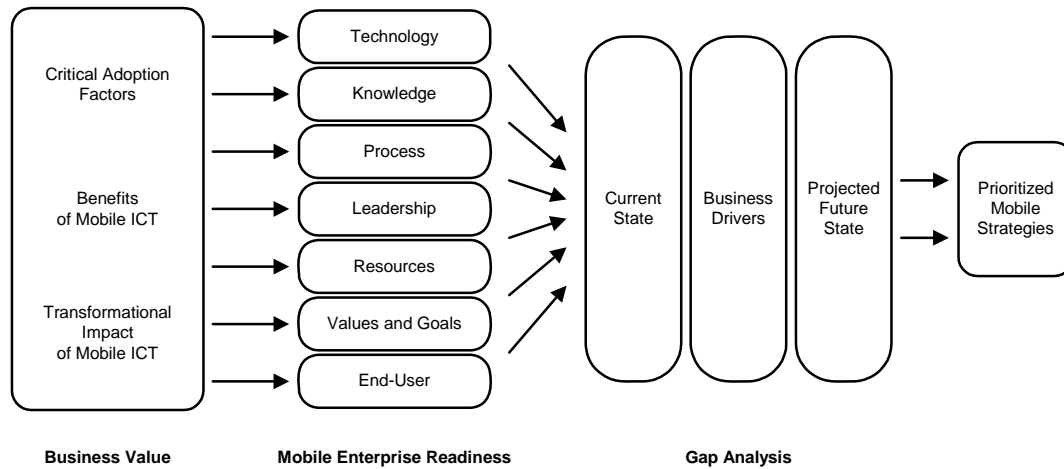 Critical Adoption
Factors
Benefits
of Mobile ICT
Transformational
Impact
of Mobile ICT
Technology
Knowledge
Process
Leadership
Resources
Values and Goals
End-User
Current
State
Business
Drivers
Projected
Future
State
Prioritized
Mobile
Strategies
Business Value
Mobile Enterprise Readiness
Gap Analysis